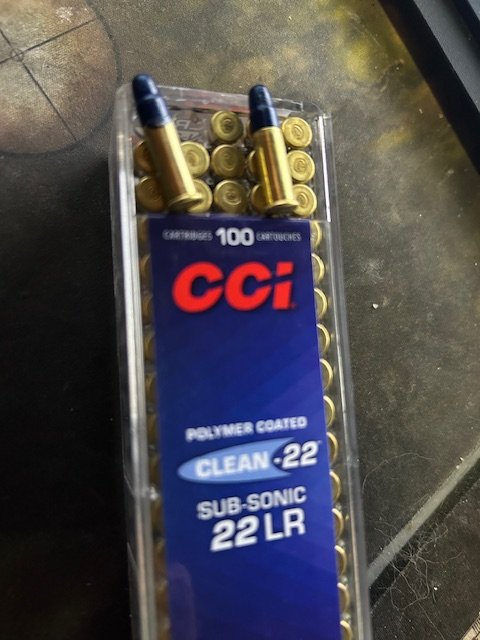 CARTRIDGES 100 CARTOUCHES
CCI
POLYMER COATED
CLEAN-22
SUB-SONIC
22 LR